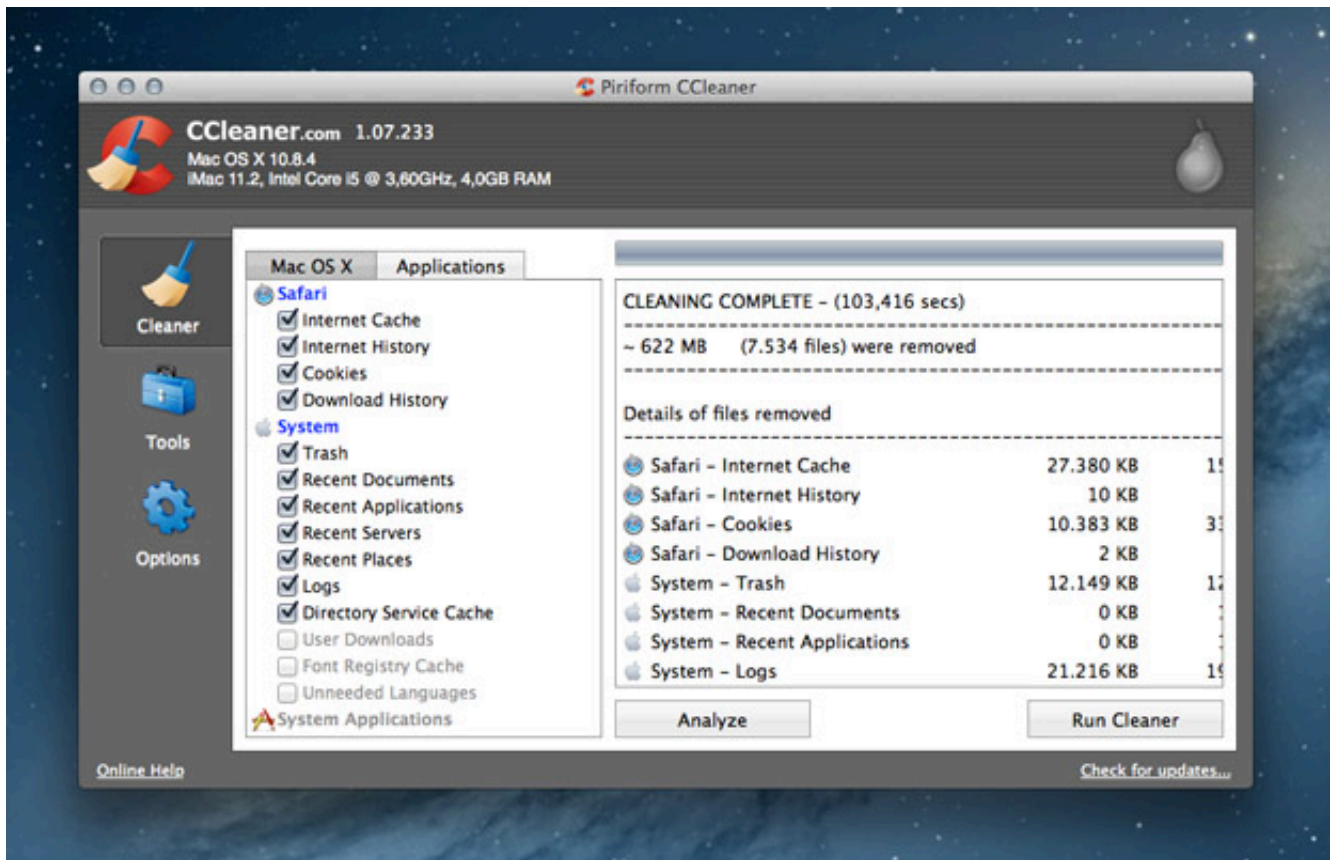 Piriform CCleaner
CCleaner.com 1.07.233
Mac OS X 10.8.4
iMac 11.2, Intel Core i5 @ 3,60GHz, 4,0GB RAM
Cleaner
Tools
Options
Mac OS X Applications
Safari
Internet Cache
Internet History
Cookies
Download History
System
Trash
Recent Documents
Recent Applications
Recent Servers
Recent Places
Logs
Directory Service Cache
User Downloads
Font Registry Cache
Unneeded Languages
System Applications
CLEANING COMPLETE - (103,416 secs)
~ 622 MB (7.534 files) were removed
Details of files removed
Safari - Internet Cache 27.380 KB
Safari - Internet History 10 KB
Safari - Cookies 10.383 KB
Safari - Download History 2 KB
System - Trash 12.149 KB
System - Recent Documents 0 KB
System - Recent Applications 0 KB
System - Logs 21.216 KB
Analyze Run Cleaner
Online Help Check for updates...